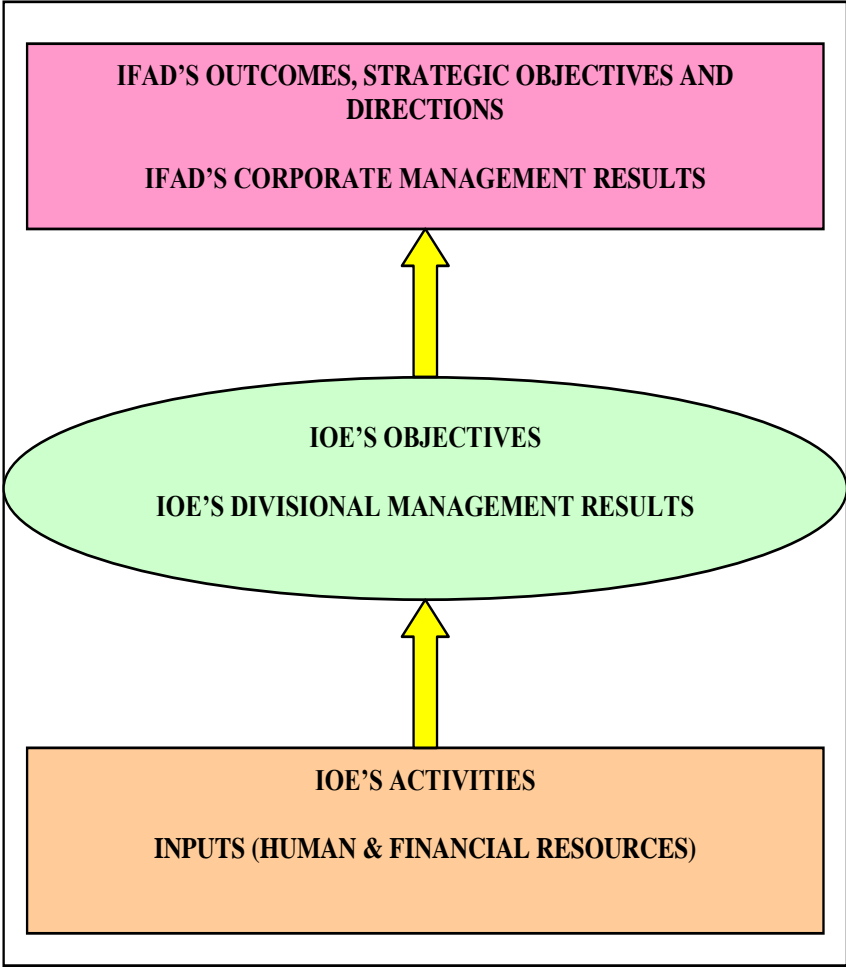 IFAD’S OUTCOMES, STRATEGIC OBJECTIVES AND
DIRECTIONS
IFAD’S CORPORATE MANAGEMENT RESULTS
IOE’S OBJECTIVES
IOE’S DIVISIONAL MANAGEMENT RESULTS
IOE’S ACTIVITIES
INPUTS (HUMAN & FINANCIAL RESOURCES)